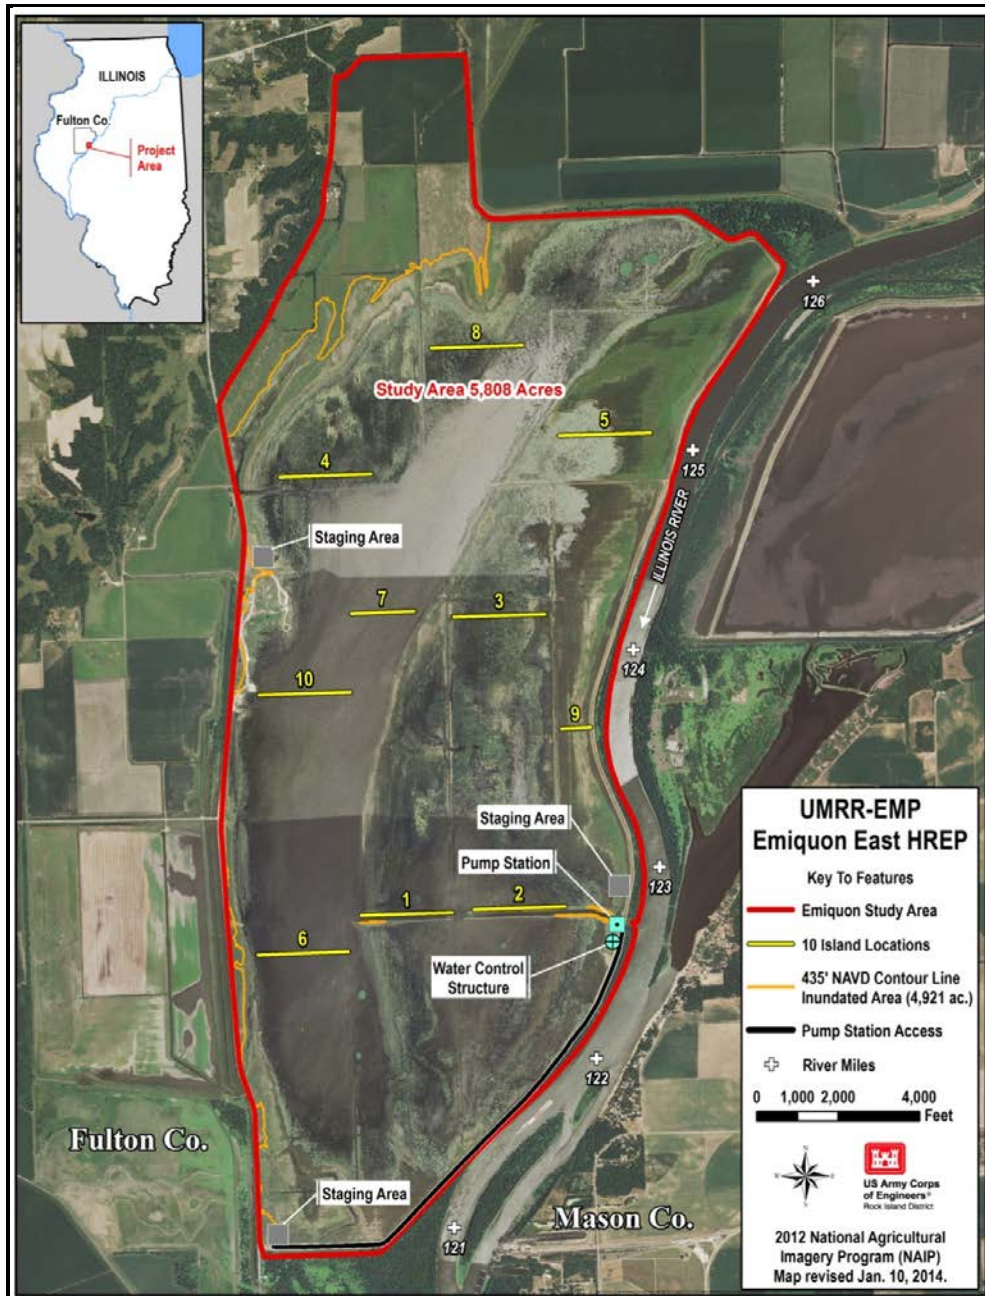 ILLINOIS
Fulton Co.
Project
Area
126
8
Study Area 5,808 Acres
5
125
4
Staging Area
ILLINOIS RIVER
7
3
124
10
9
Staging Area
Pump Station
123
1
2
6
Water Control
Structure
122
Fulton Co.
Staging Area
Mason Co.
121
UMRR-EMP
Emiquon East HREP
Key To Features
Emiquon Study Area
10 Island Locations
435' NAVD Contour Line
Inundated Area (4,921 ac.)
Pump Station Access
River Miles
0 1,000 2,000 4,000
Feet
N
US Army Corps
of Engineers®
Rock Island District
2012 National Agricultural
Imagery Program (NAIP)
Map revised Jan. 10, 2014.